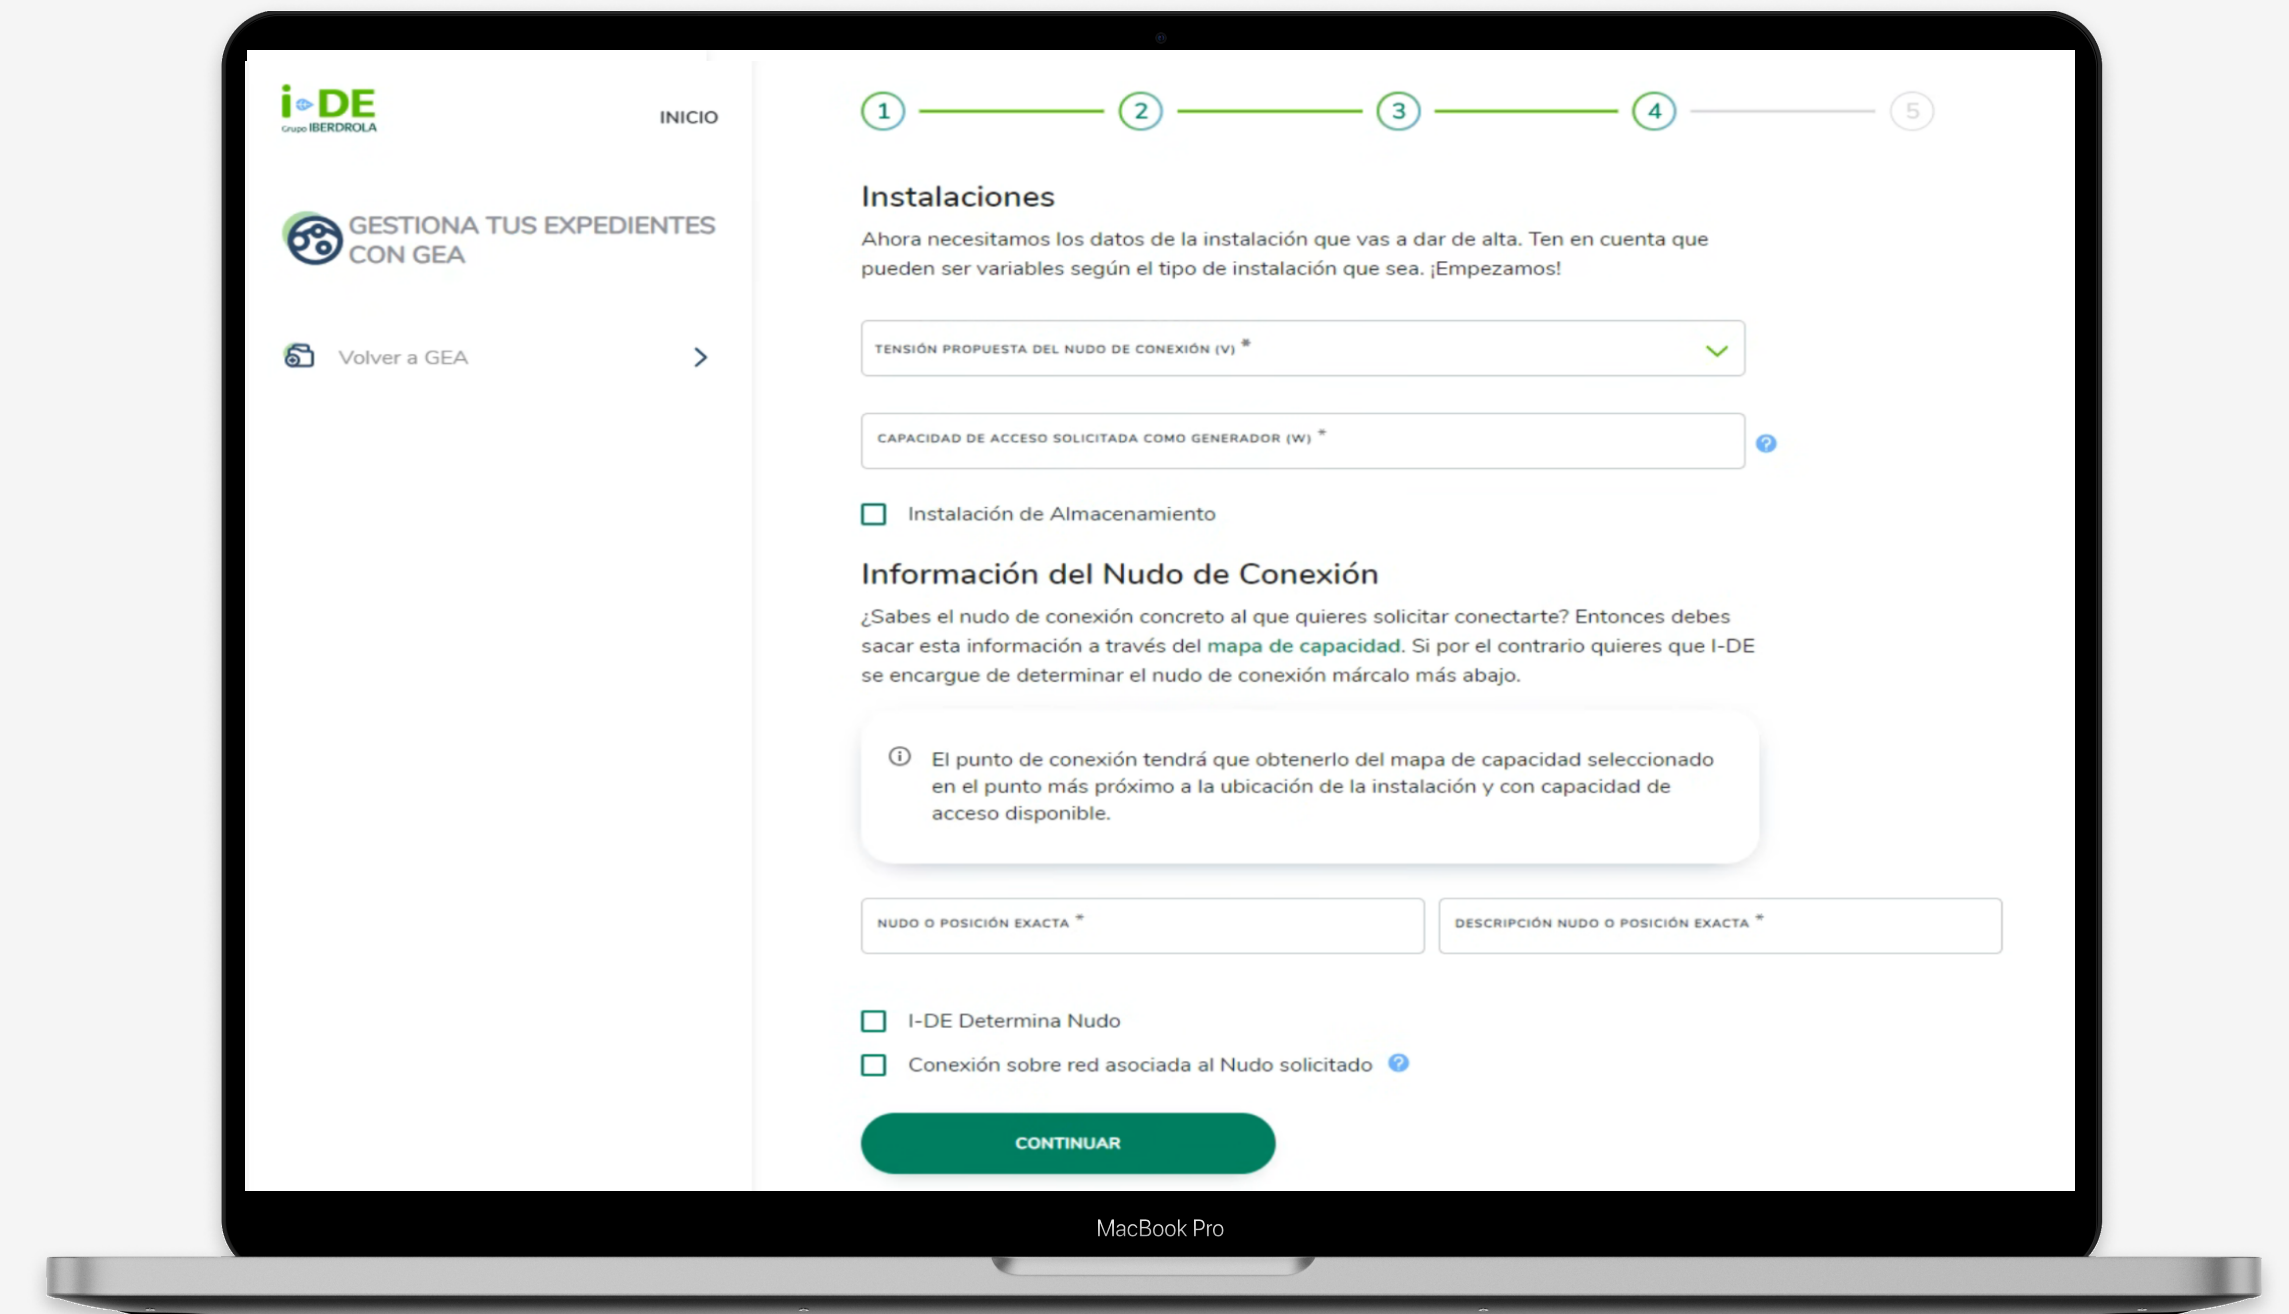 i-DE
Grupo IBERDROLA
INICIO
GESTIONA TUS EXPEDIENTES
CON GEA
Volver a GEA
1
2
3
4
5
Instalaciones
Ahora necesitamos los datos de la instalación que vas a dar de alta. Ten en cuenta que
pueden ser variables según el tipo de instalación que sea. ¡Empezamos!
TENSIÓN PROPUESTA DEL NUDO DE CONEXIÓN (V) *
CAPACIDAD DE ACCESO SOLICITADA COMO GENERADOR (W) *
?
Instalación de Almacenamiento
Información del Nudo de Conexión
¿Sabes el nudo de conexión concreto al que quieres solicitar conectarte? Entonces debes
sacar esta información a través del mapa de capacidad. Si por el contrario quieres que I-DE
se encargue de determinar el nudo de conexión márcalo más abajo.
El punto de conexión tendrá que obtenerlo del mapa de capacidad seleccionado
en el punto más próximo a la ubicación de la instalación y con capacidad de
acceso disponible.
NUDO O POSICIÓN EXACTA *
DESCRIPCIÓN NUDO O POSICIÓN EXACTA *
I-DE Determina Nudo
Conexión sobre red asociada al Nudo solicitado ?
CONTINUAR
MacBook Pro